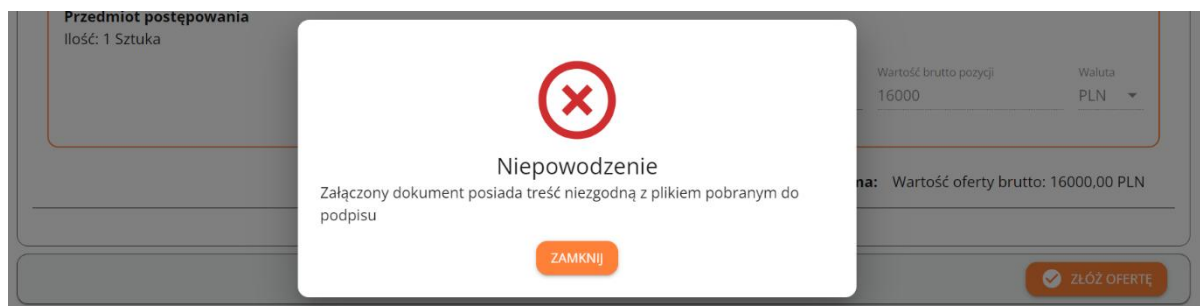 Przedmiot postępowania
Ilość: 1 Sztuka
Wartość brutto pozycji
Waluta
16000
PLN
Niepowodzenie
Załączony dokument posiada treść niezgodną z plikiem pobranym do
podpisu
na: Wartość oferty brutto: 16000,00 PLN
ZAMKNIJ
ZŁÓŻ OFERTĘ